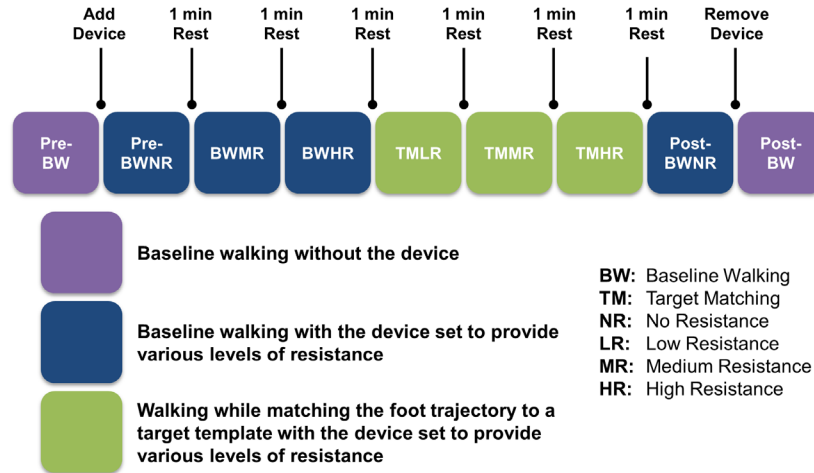 Add Device
1 min Rest
1 min Rest
1 min Rest
1 min Rest
1 min Rest
1 min Rest
Remove Device
Pre-BW
Pre-BWNR
BWMR
BWHR
TMLR
TMMR
TMHR
Post-BWNR
Post-BW
Baseline walking without the device
Baseline walking with the device set to provide
various levels of resistance
Walking while matching the foot trajectory to a
target template with the device set to provide
various levels of resistance
BW: Baseline Walking
TM: Target Matching
NR: No Resistance
LR: Low Resistance
MR: Medium Resistance
HR: High Resistance